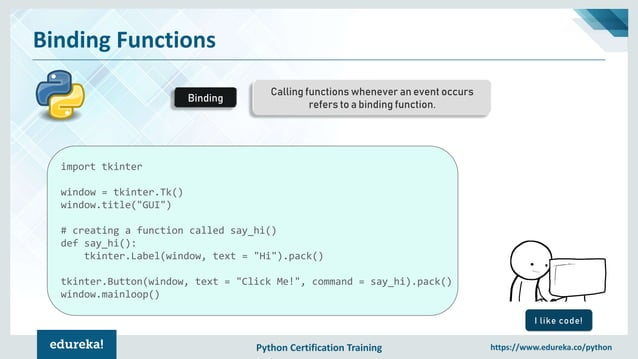 Binding Functions
Binding
Calling functions whenever an event occurs
refers to a binding function.
import tkinter
window = tkinter.Tk()
window.title("GUI")
# creating a function called say_hi()
def say_hi():
    tkinter.Label(window, text = "Hi").pack()
tkinter.Button(window, text = "Click Me!", command = say_hi).pack()
window.mainloop()
I like code!
edureka!
Python Certification Training
https://www.edureka.co/python